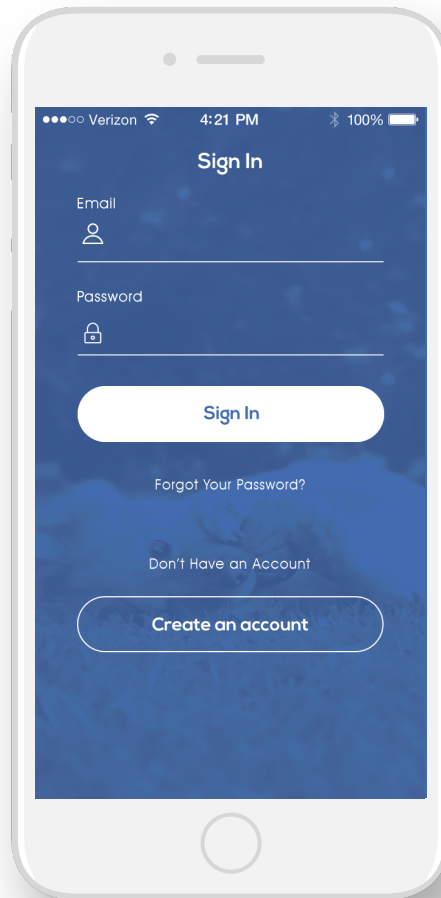 Verizon 4:21 PM 100%
Sign In
Email
Password
Sign In
Forgot Your Password?
Don't Have an Account
Create an account